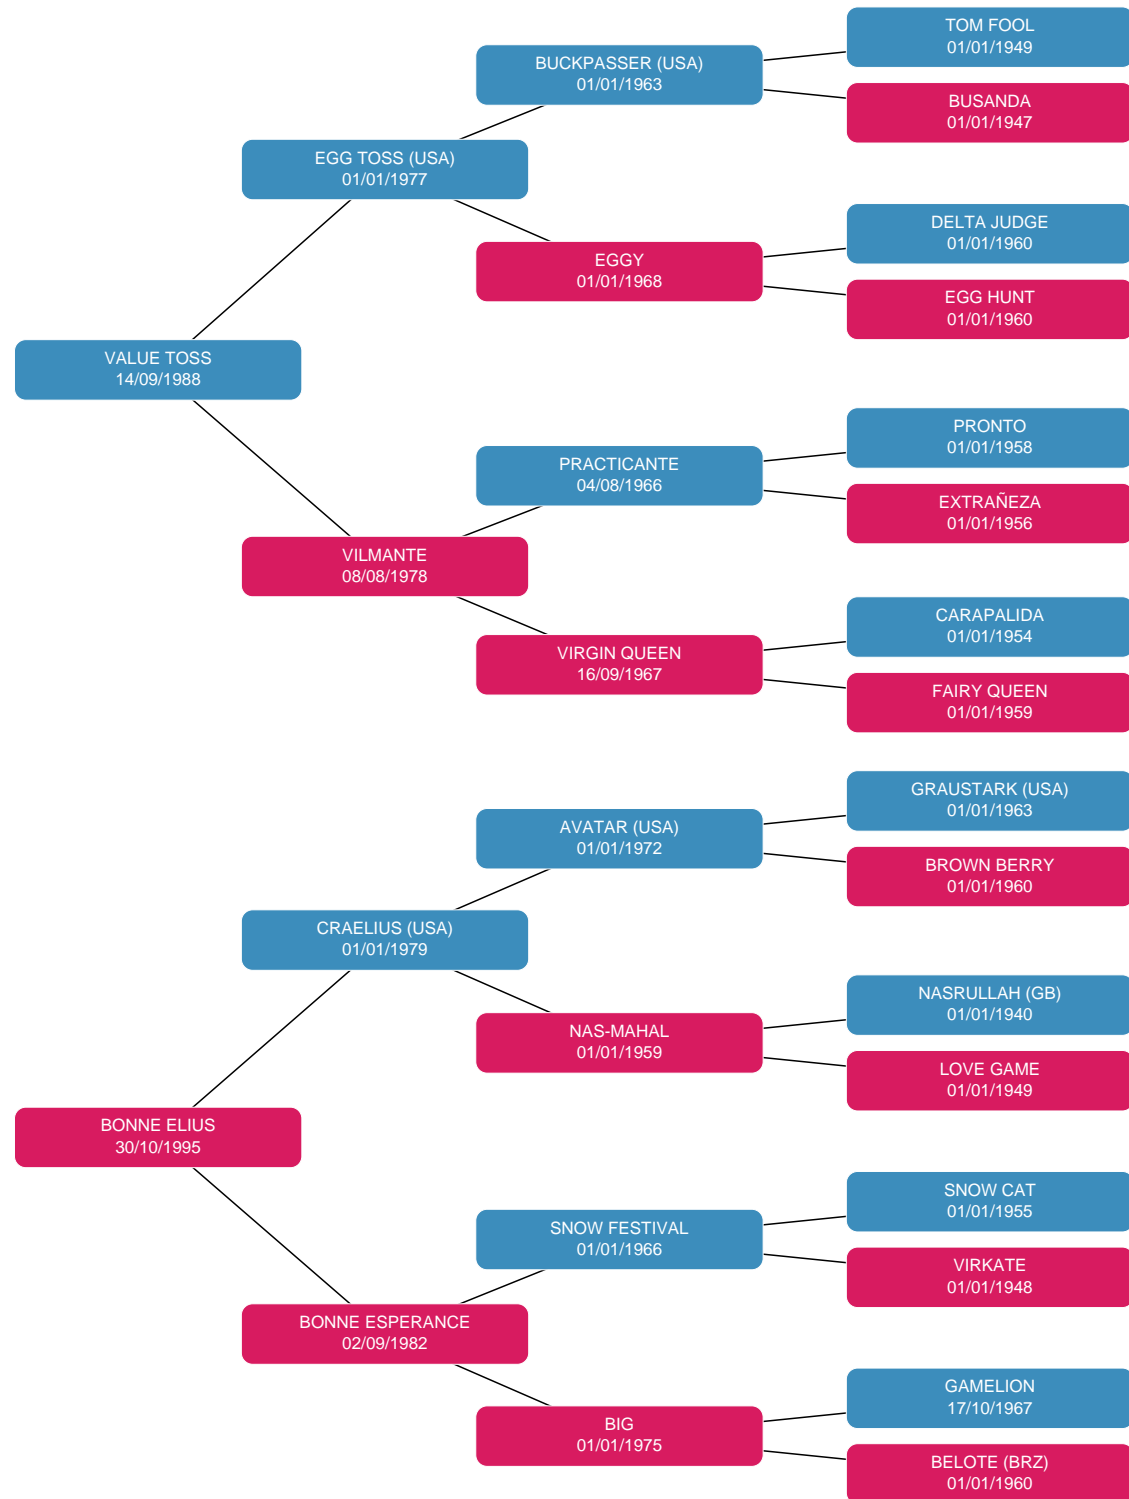 TOM FOOL
01/01/1949
BUCKPASSER (USA)
01/01/1963
BUSANDA
01/01/1947
EGG TOSS (USA)
01/01/1977
DELTA JUDGE
01/01/1960
EGGY
01/01/1968
EGG HUNT
01/01/1960
VALUE TOSS
14/09/1988
PRONTO
01/01/1958
PRACTICANTE
04/08/1966
EXTRAÑEZA
01/01/1956
VILMANTE
08/08/1978
CARAPALIDA
01/01/1954
VIRGIN QUEEN
16/09/1967
FAIRY QUEEN
01/01/1959
GRAUSTARK (USA)
01/01/1963
AVATAR (USA)
01/01/1972
BROWN BERRY
01/01/1960
CRAELIUS (USA)
01/01/1979
NASRULLAH (GB)
01/01/1940
NAS-MAHAL
01/01/1959
LOVE GAME
01/01/1949
BONNE ELIUS
30/10/1995
SNOW CAT
01/01/1955
SNOW FESTIVAL
01/01/1966
VIRKATE
01/01/1948
BONNE ESPERANCE
02/09/1982
GAMELION
17/10/1967
BIG
01/01/1975
BELOTE (BRZ)
01/01/1960